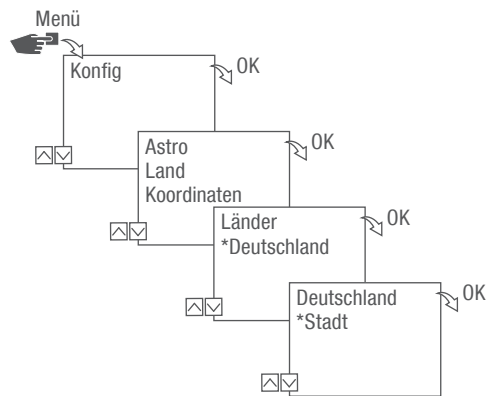 Menü
Konfig
OK
Astro
Land
Koordinaten
OK
Länder
*Deutschland
OK
Deutschland
*Stadt
OK